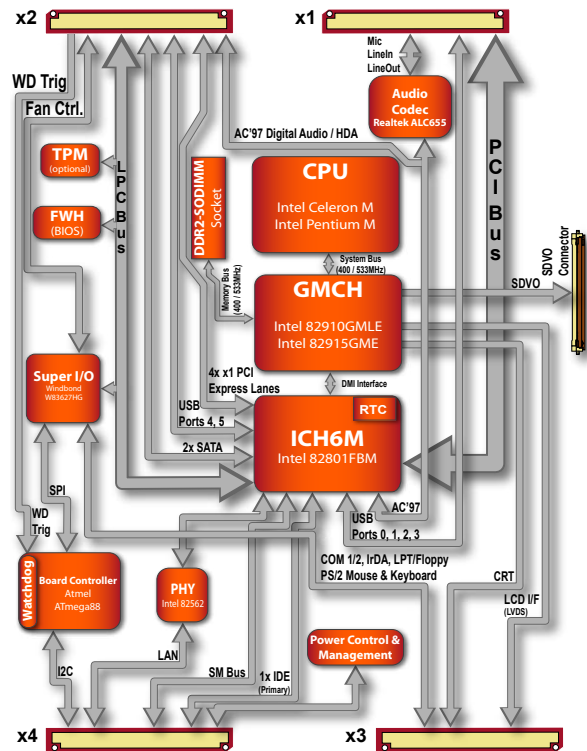 x2
x1
Mic
LineIn
LineOut
WD Trig
Fan Ctrl.
Audio
Codec
Realtek ALC655
AC'97 Digital Audio / HDA
TPM
(optional)
FWH
(BIOS)
LPC Bus
DDR2-SODIMM
Socket
CPU
Intel Celeron M
Intel Pentium M
PCI Bus
System Bus
(400 / 533MHz)
Memory Bus
(400 / 533MHz)
GMCH
Intel 82910GMLE
Intel 82915GME
SDVO
SDVO
Connector
Super I/O
Windbond
W83627HG
4x x1 PCI
Express Lanes
DMI Interface
USB
Ports 4, 5
RTC
ICH6M
Intel 82801FBM
2x SATA
SPI
WD
Trig
AC'97
USB
Ports 0, 1, 2, 3
COM 1/2, IrDA, LPT/Floppy
PS/2 Mouse & Keyboard
Watchdog
Board Controller
Atmel
ATmega88
PHY
Intel 82562
CRT
LCD I/F
(LVDS)
Power Control &
Management
LAN
I2C
SM Bus
1x IDE
(Primary)
x4
x3